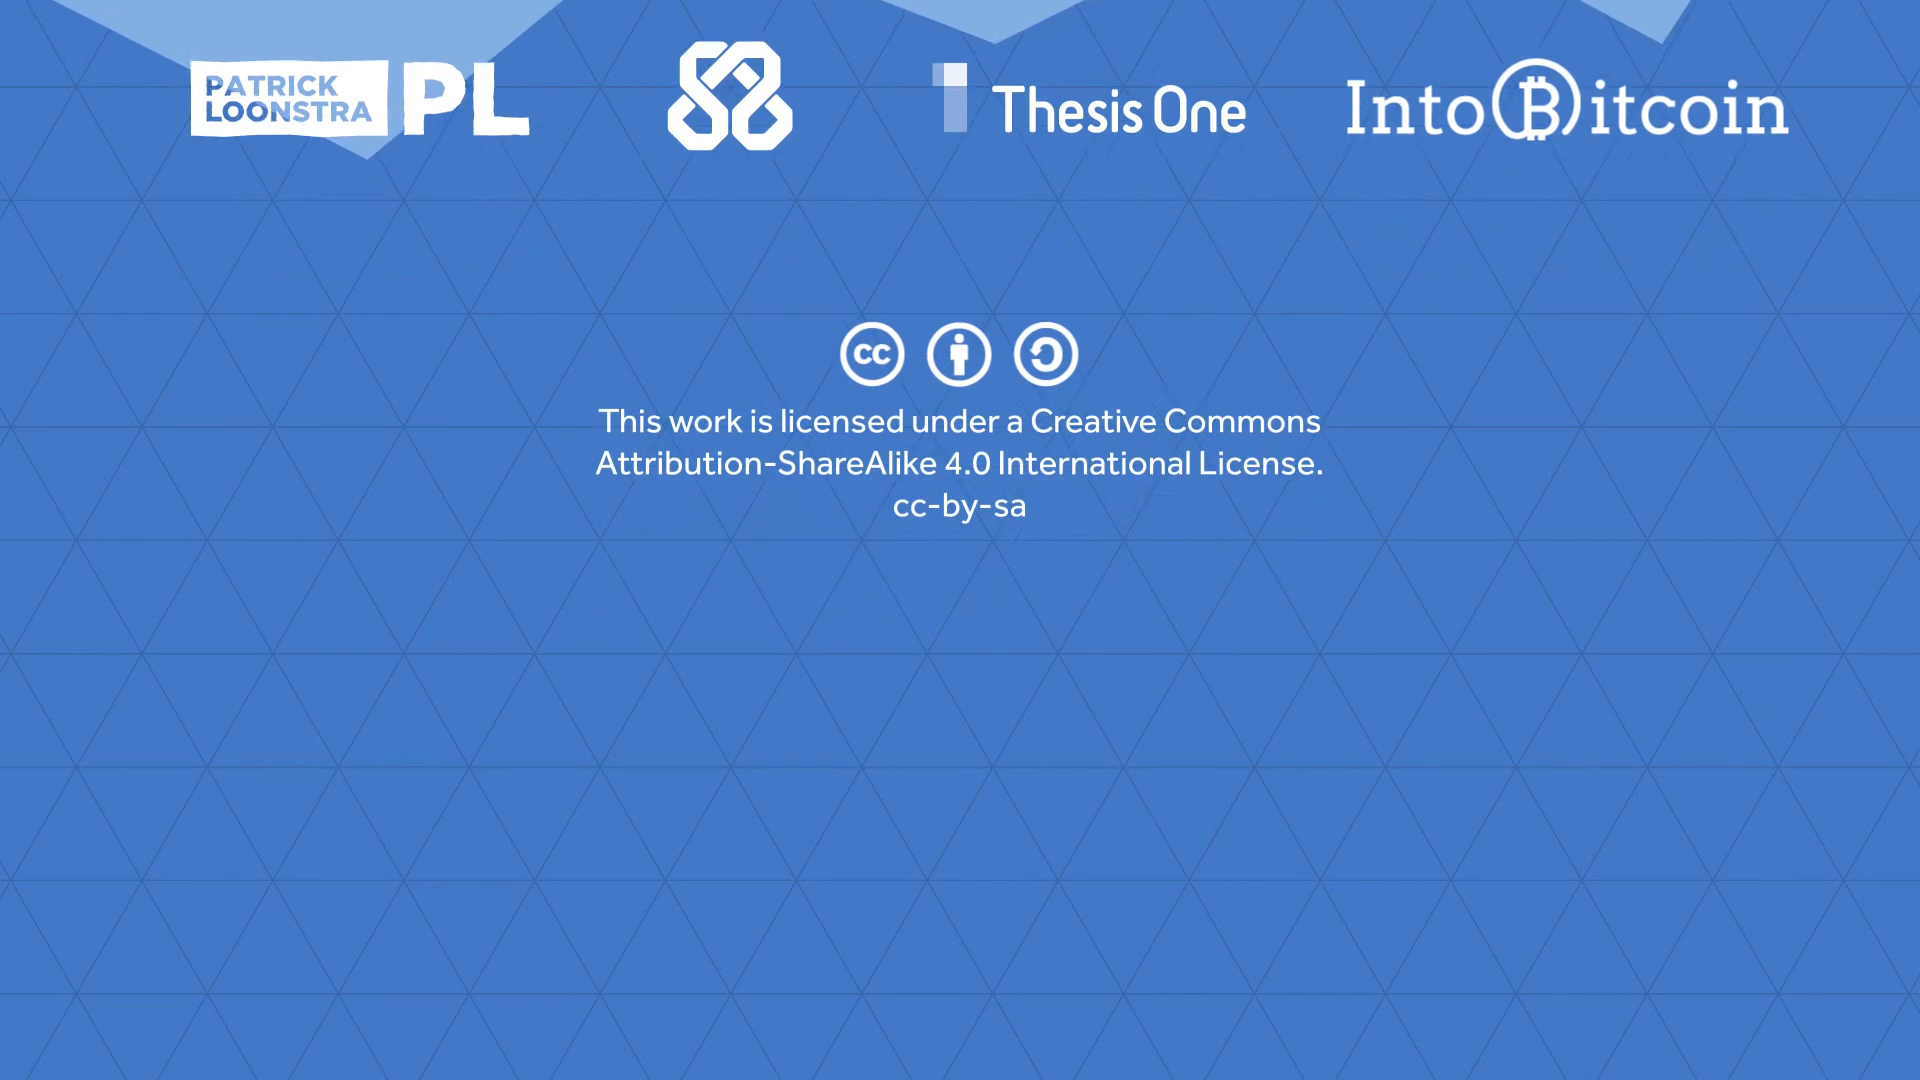 PATRICK
LOONSTRA
PL
Thesis One
IntoBitcoin
cc
This work is licensed under a Creative Commons
Attribution-ShareAlike 4.0 International License.
cc-by-sa